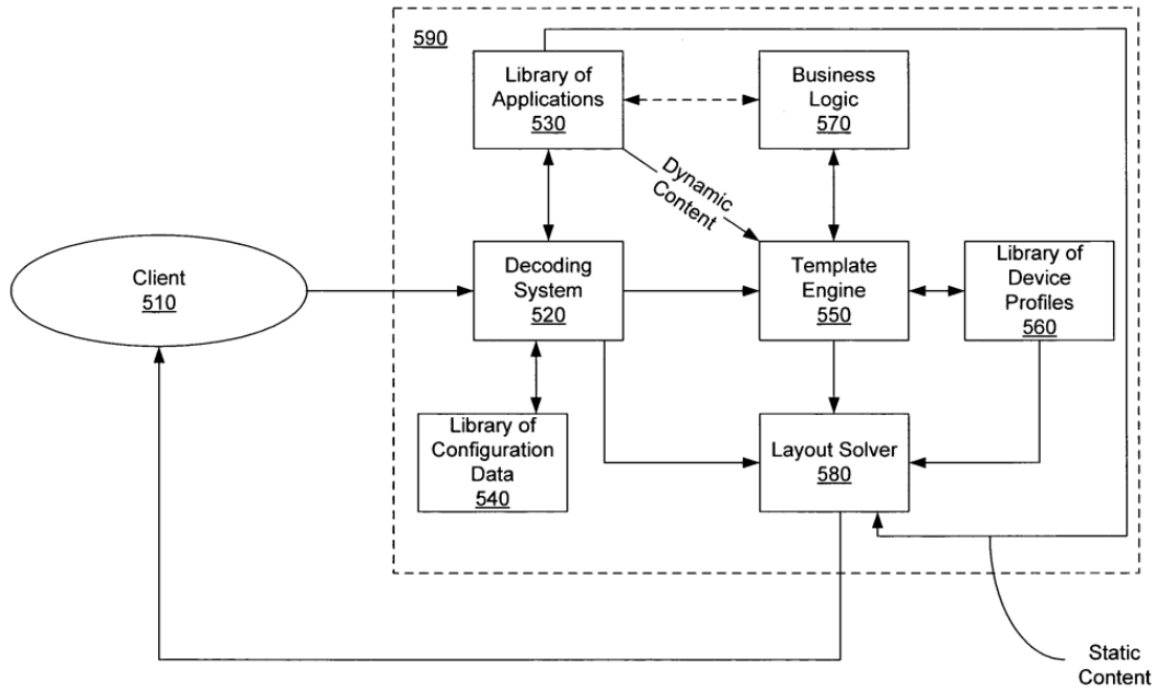 590
Library of
Applications
530
Business
Logic
570
Dynamic
Content
Client
510
Decoding
System
520
Template
Engine
550
Library of
Device
Profiles
560
Library of
Configuration
Data
540
Layout Solver
580
Static
Content